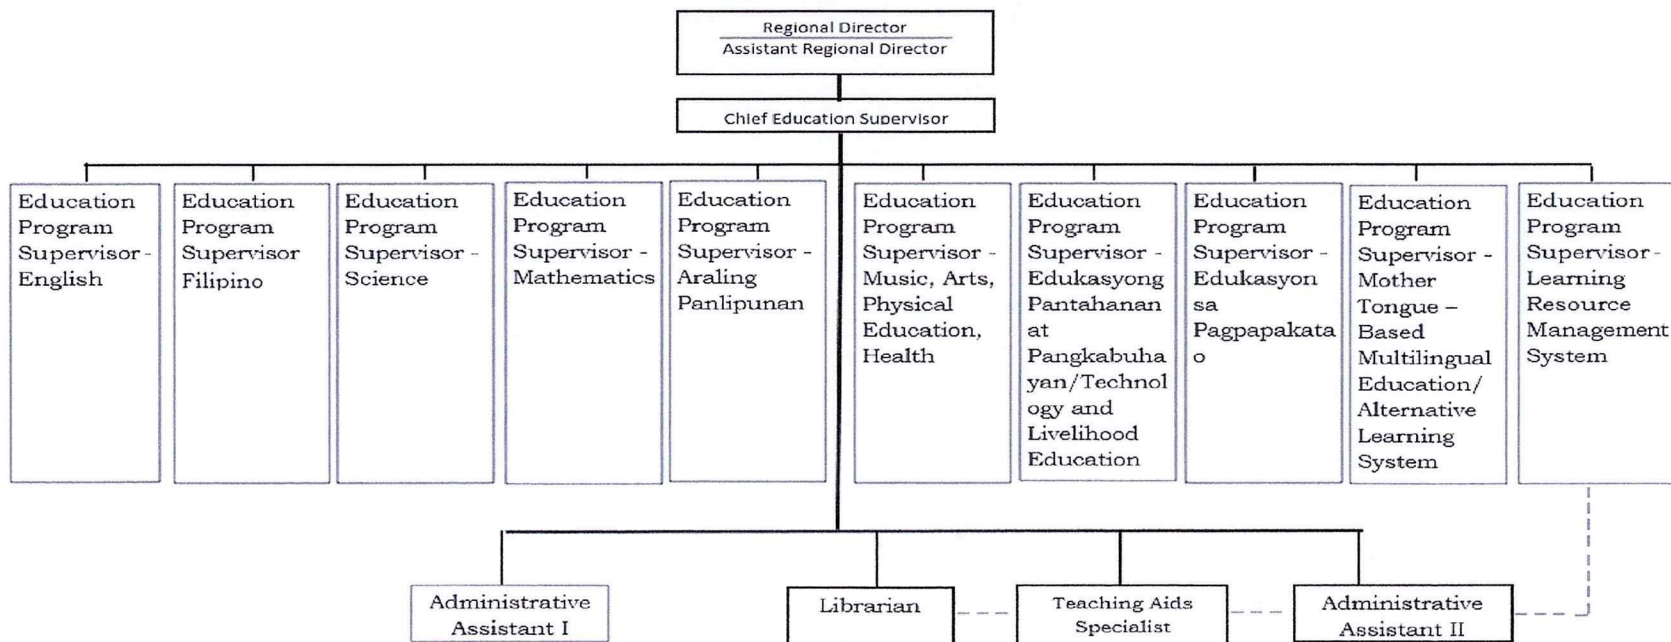 Regional Director
Assistant Regional Director
Chief Education Supervisor
Education
Program
Supervisor -
English
Education
Program
Supervisor
Filipino
Education
Program
Supervisor -
Science
Education
Program
Supervisor -
Mathematics
Education
Program
Supervisor -
Araling
Panlipunan
Education
Program
Supervisor -
Music, Arts,
Physical
Education,
Health
Education
Program
Supervisor -
Edukasyong
Pantahanan
at
Pangkabuha
yan/Technol
ogy and
Livelihood
Education
Education
Program
Supervisor -
Edukasyon
sa
Pagpapakata
o
Education
Program
Supervisor -
Mother
Tongue –
Based
Multilingual
Education/
Alternative
Learning
System
Education
Program
Supervisor-
Learning
Resource
Management
System
Administrative
Assistant I
Librarian
Teaching Aids
Specialist
Administrative
Assistant II